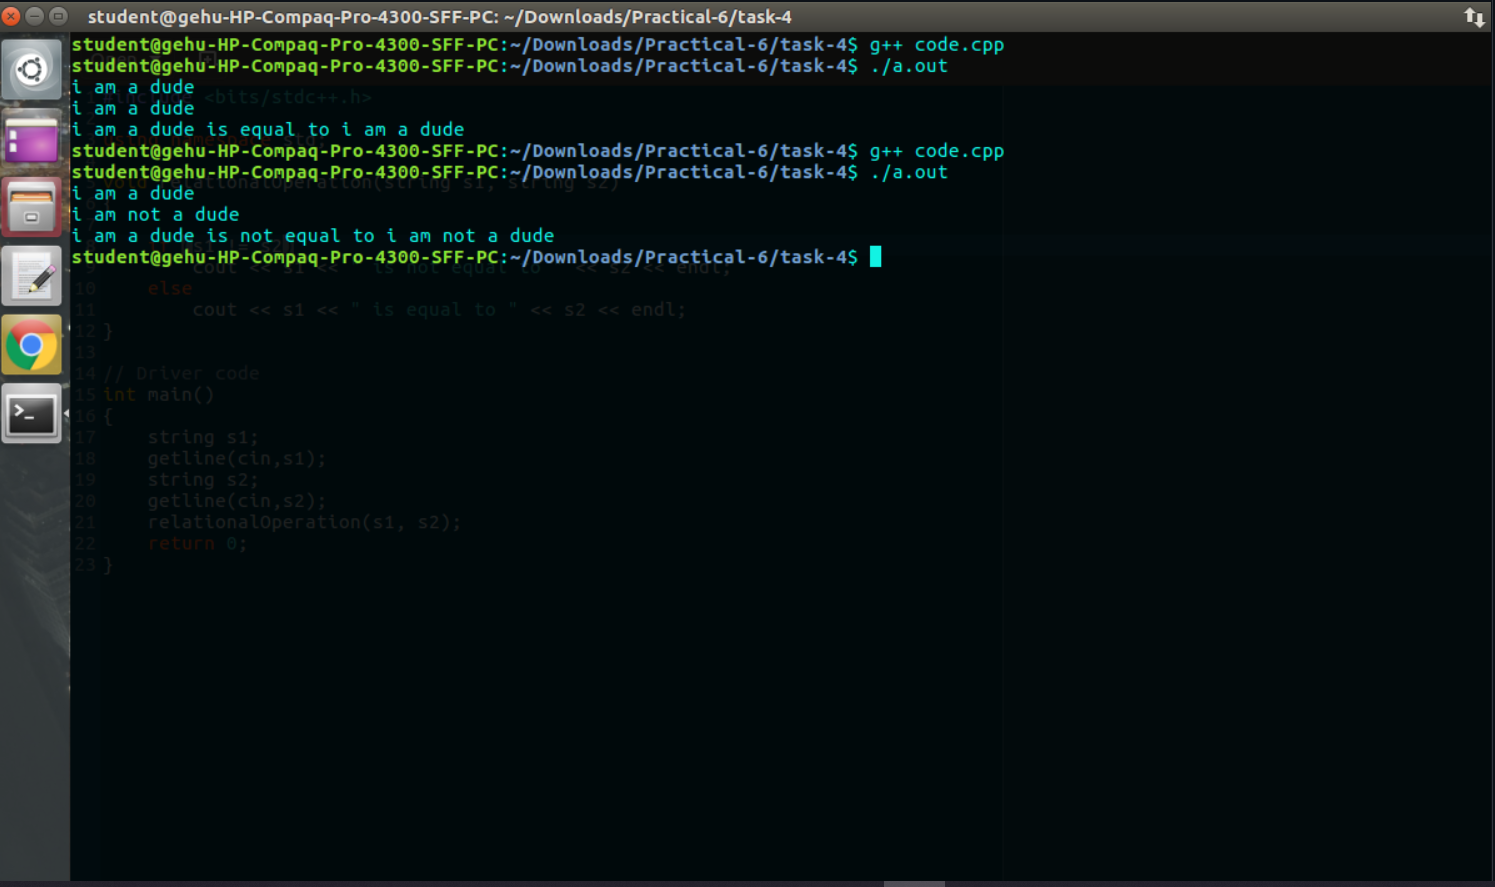 student@gehu-HP-Compaq-Pro-4300-SFF-PC: ~/Downloads/Practical-6/task-4
student@gehu-HP-Compaq-Pro-4300-SFF-PC:~/Downloads/Practical-6/task-4$ g++ code.cpp
student@gehu-HP-Compaq-Pro-4300-SFF-PC:~/Downloads/Practical-6/task-4$ ./a.out
i am a dude
<bits/stdc++.h>
i am a dude
i am a dude is equal to i am a dude
student@gehu-HP-Compaq-Pro-4300-SFF-PC:~/Downloads/Practical-6/task-4$ g++ code.cpp
student@gehu-HP-Compaq-Pro-4300-SFF-PC:~/Downloads/Practical-6/task-4$ ./a.out
relationalOperation(string s1, string s2)
i am a dude
i am not a dude
i am a dude is not equal to i am not a dude
student@gehu-HP-Compaq-Pro-4300-SFF-PC:~/Downloads/Practical-6/task-4$
9 cout << s1 << " is not equal to " << s2 << endl;
10 else
11 cout << s1 << " is equal to " << s2 << endl;
12 }
13
14 // Driver code
15 int main()
16 {
17 string s1;
18 getline(cin,s1);
19 string s2;
20 getline(cin,s2);
21 relationalOperation(s1, s2);
22 return 0;
23 }